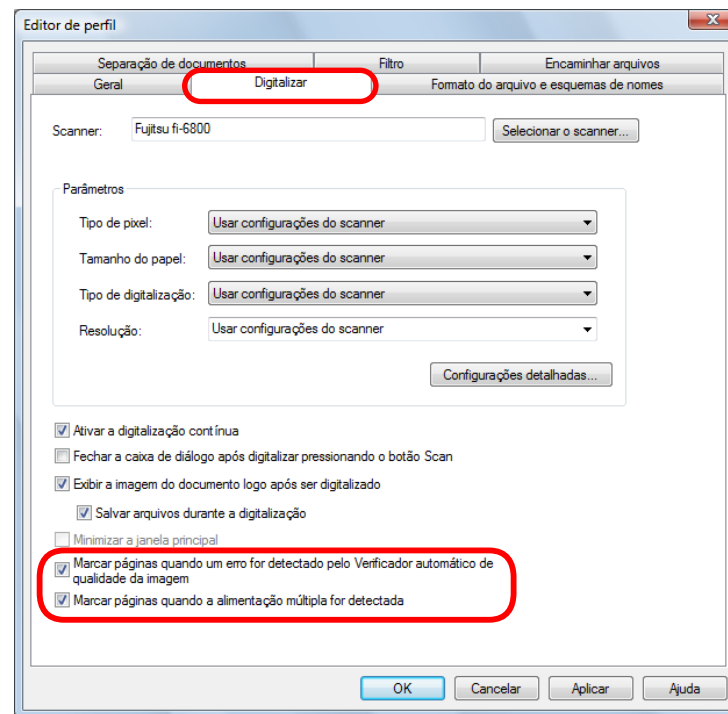 Editor de perfil
Separação de documentos
Filtro
Encaminhar arquivos
Geral
Digitalizar
Formato do arquivo e esquemas de nomes
Scanner:
Fujitsu fi-6800
Selecionar o scanner...
Parâmetros
Tipo de pixel:
Usar configurações do scanner
Tamanho do papel:
Usar configurações do scanner
Tipo de digitalização:
Usar configurações do scanner
Resolução:
Usar configurações do scanner
Configurações detalhadas...
Ativar a digitalização contínua
Fechar a caixa de diálogo após digitalizar pressionando o botão Scan
Exibir a imagem do documento logo após ser digitalizado
Salvar arquivos durante a digitalização
Minimizar a janela principal
Marcar páginas quando um erro for detectado pelo Verificador automático de
qualidade da imagem
Marcar páginas quando a alimentação múltipla for detectada
OK
Cancelar
Aplicar
Ajuda